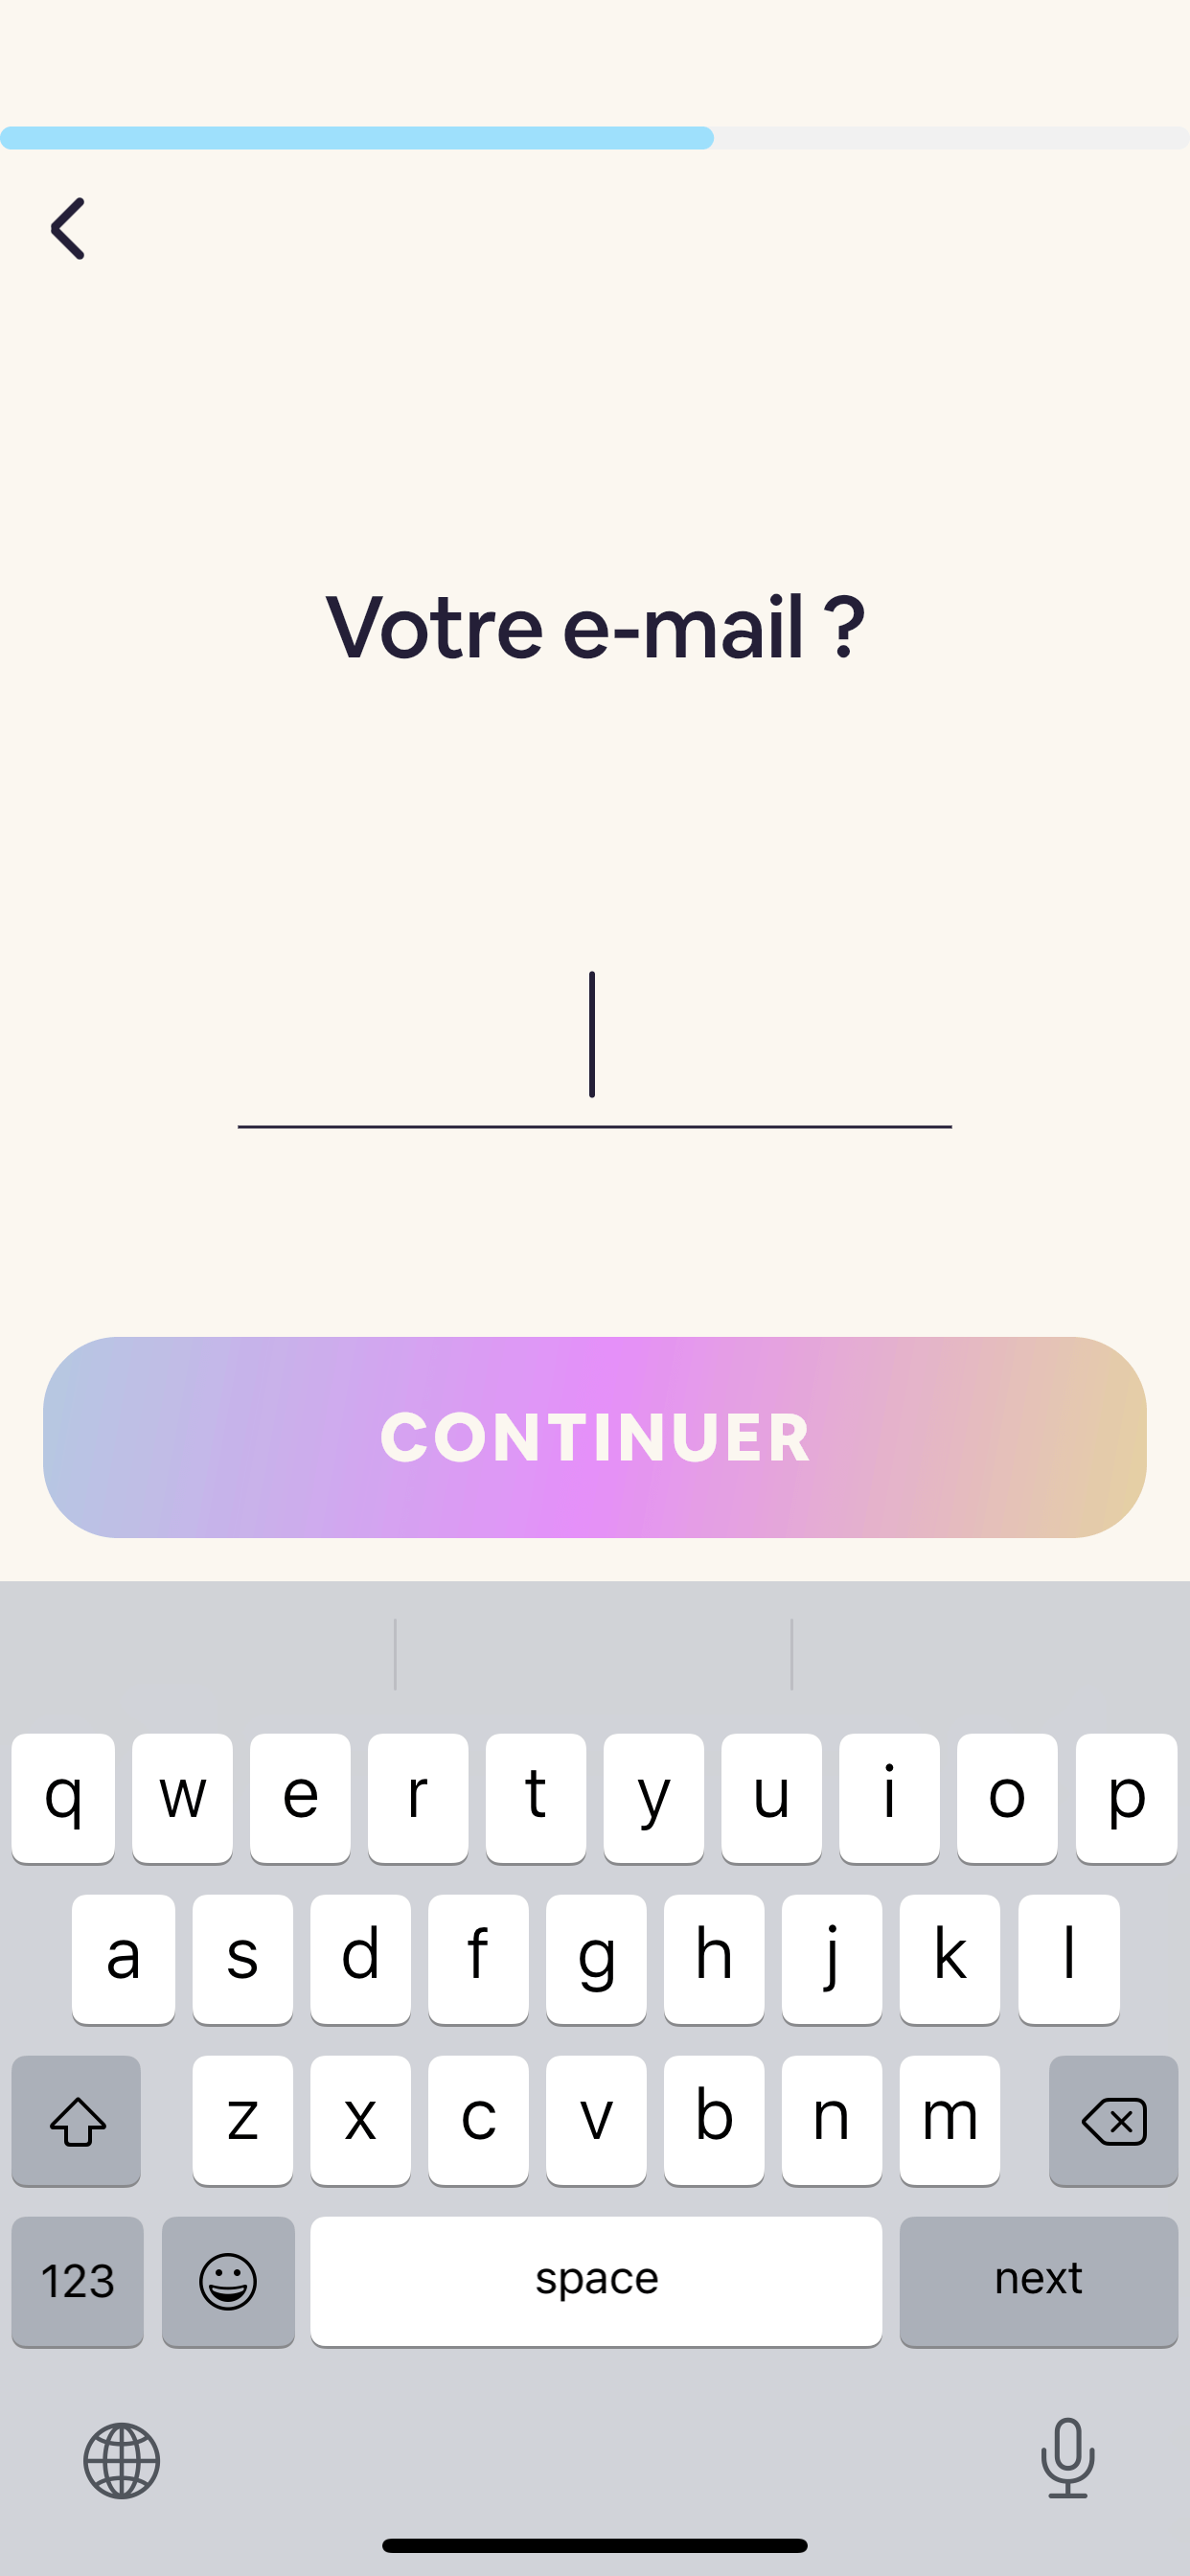 Votre e-mail ?
CONTINUER
q w e r t y u i o p
a s d f g h j k l
z x c v b n m
123 space next